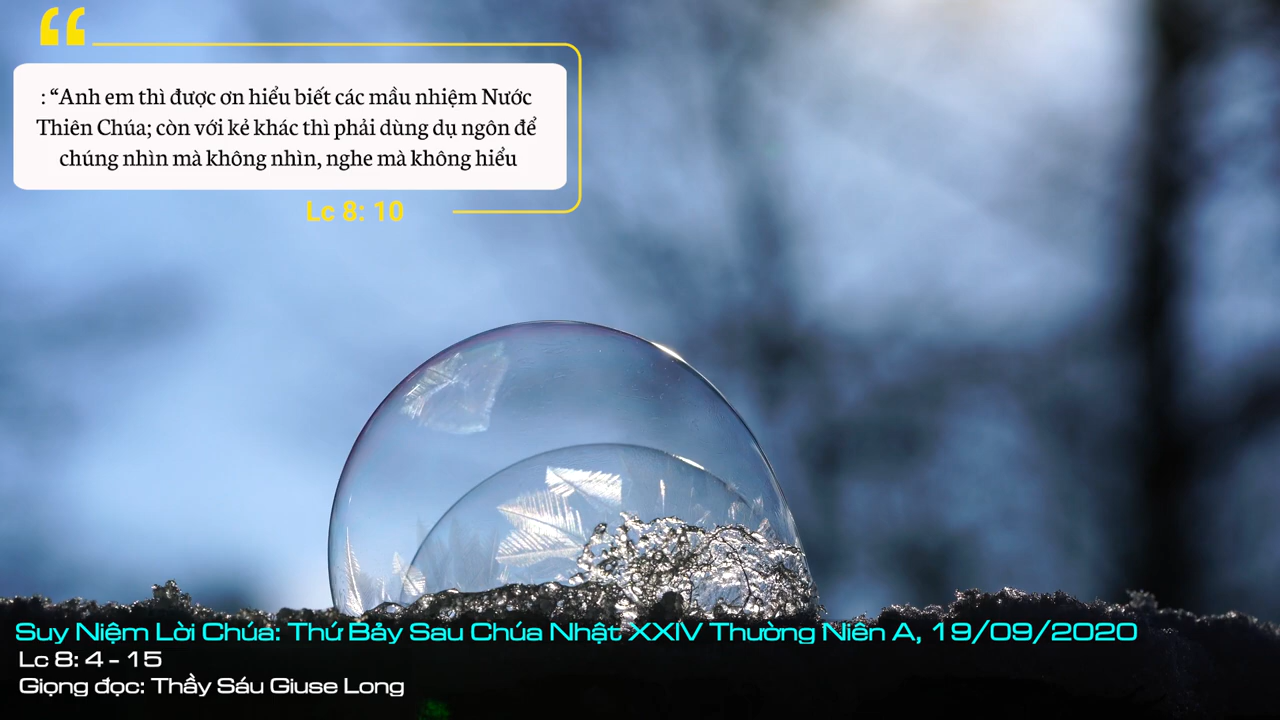 “
: “Anh em thì được ơn hiểu biết các mầu nhiệm Nước
Thiên Chúa; còn với kẻ khác thì phải dùng dụ ngôn để
chúng nhìn mà không nhìn, nghe mà không hiểu
Lc 8: 10
Suy Niệm Lời Chúa: Thứ Bảy Sau Chúa Nhật XXIV Thường Niên A, 19/09/2020
Lc 8: 4 - 15
Giọng đọc: Thầy Sáu Giuse Long